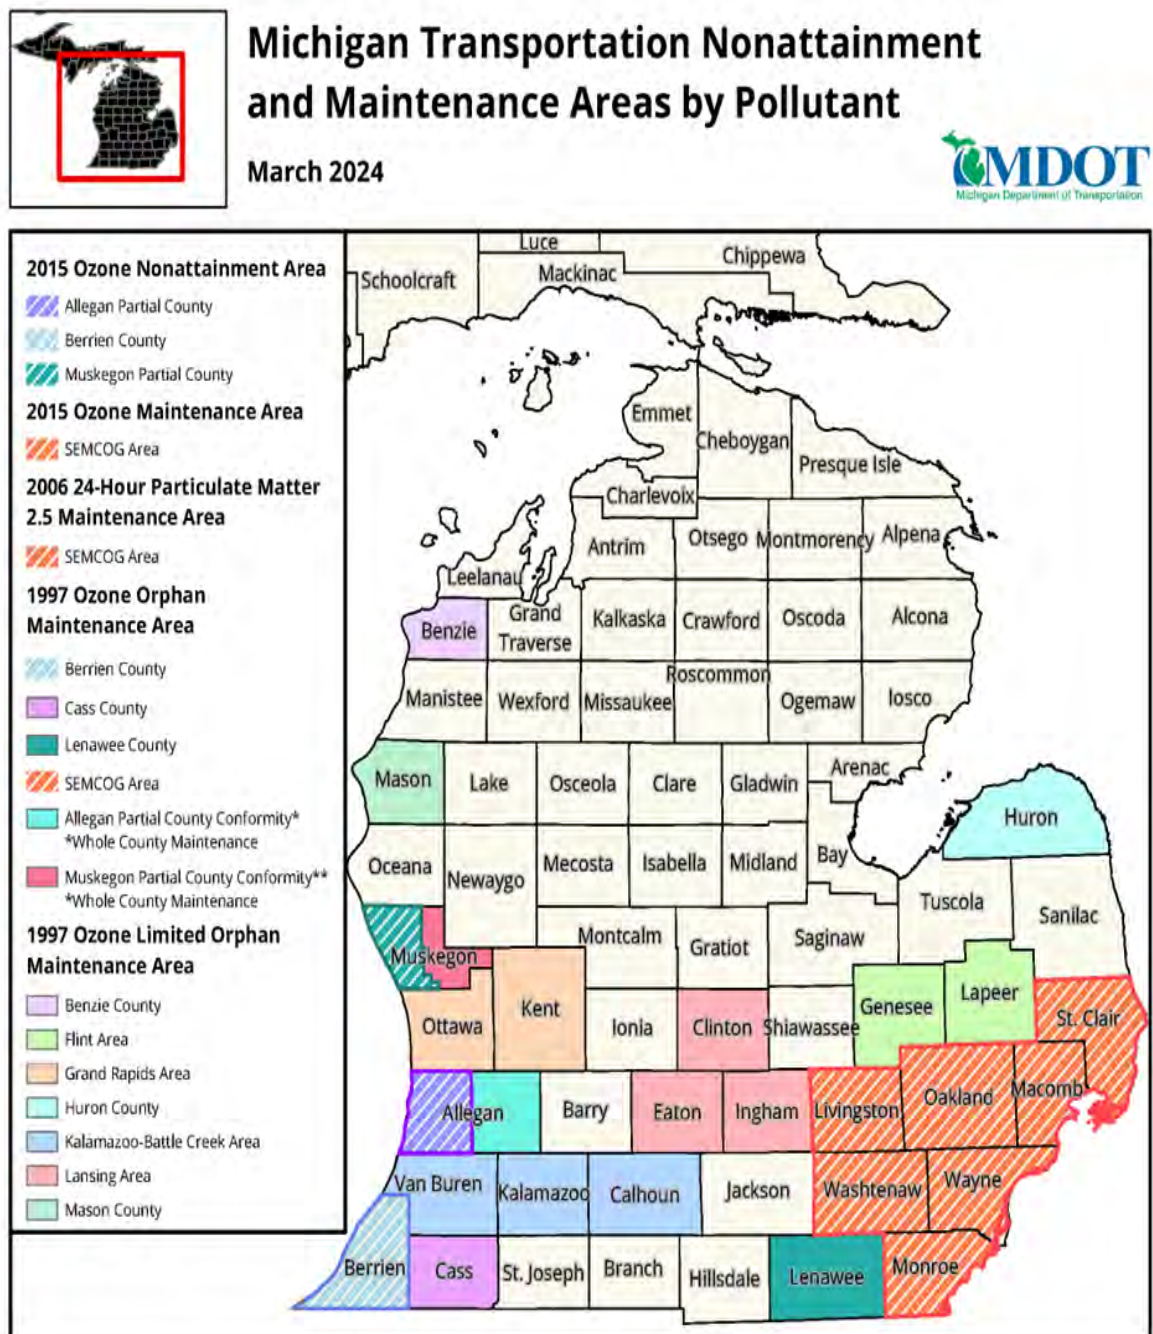 Michigan Transportation Nonattainment
and Maintenance Areas by Pollutant
March 2024
MDOT
Michigan Department of Transportation
2015 Ozone Nonattainment Area
Allegan Partial County
Berrien County
Muskegon Partial County
2015 Ozone Maintenance Area
SEMCOG Area
2006 24-Hour Particulate Matter
2.5 Maintenance Area
SEMCOG Area
1997 Ozone Orphan
Maintenance Area
Berrien County
Cass County
Lenawee County
SEMCOG Area
Allegan Partial County Conformity*
*Whole County Maintenance
Muskegon Partial County Conformity**
*Whole County Maintenance
1997 Ozone Limited Orphan
Maintenance Area
Benzie County
Flint Area
Grand Rapids Area
Huron County
Kalamazoo-Battle Creek Area
Lansing Area
Mason County
Luce
Chippewa
Schoolcraft
Mackinac
Emmet
Cheboygan
Presque Isle
Charlevoix
Antrim
Otsego
Montmorency
Alpena
Leelanau
Benzie
Grand
Traverse
Kalkaska
Crawford
Oscoda
Alcona
Manistee
Wexford
Missaukee
Roscommon
Ogemaw
Iosco
Mason
Lake
Osceola
Clare
Gladwin
Arenac
Huron
Oceana
Newaygo
Mecosta
Isabella
Midland
Bay
Tuscola
Sanilac
Muskegon
Montcalm
Gratiot
Saginaw
Ottawa
Kent
Ionia
Clinton
Shiawassee
Genesee
Lapeer
St. Clair
Allegan
Barry
Eaton
Ingham
Livingston
Oakland
Macomb
Van Buren
Kalamazoo
Calhoun
Jackson
Washtenaw
Wayne
Berrien
Cass
St. Joseph
Branch
Hillsdale
Lenawee
Monroe